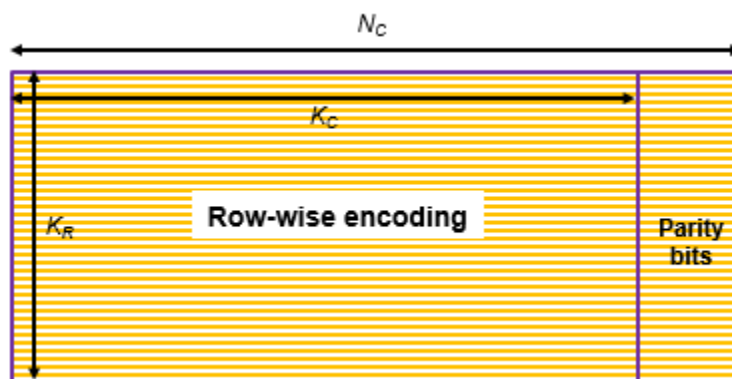 N_C
K_C
Row-wise encoding
K_R
Parity
bits